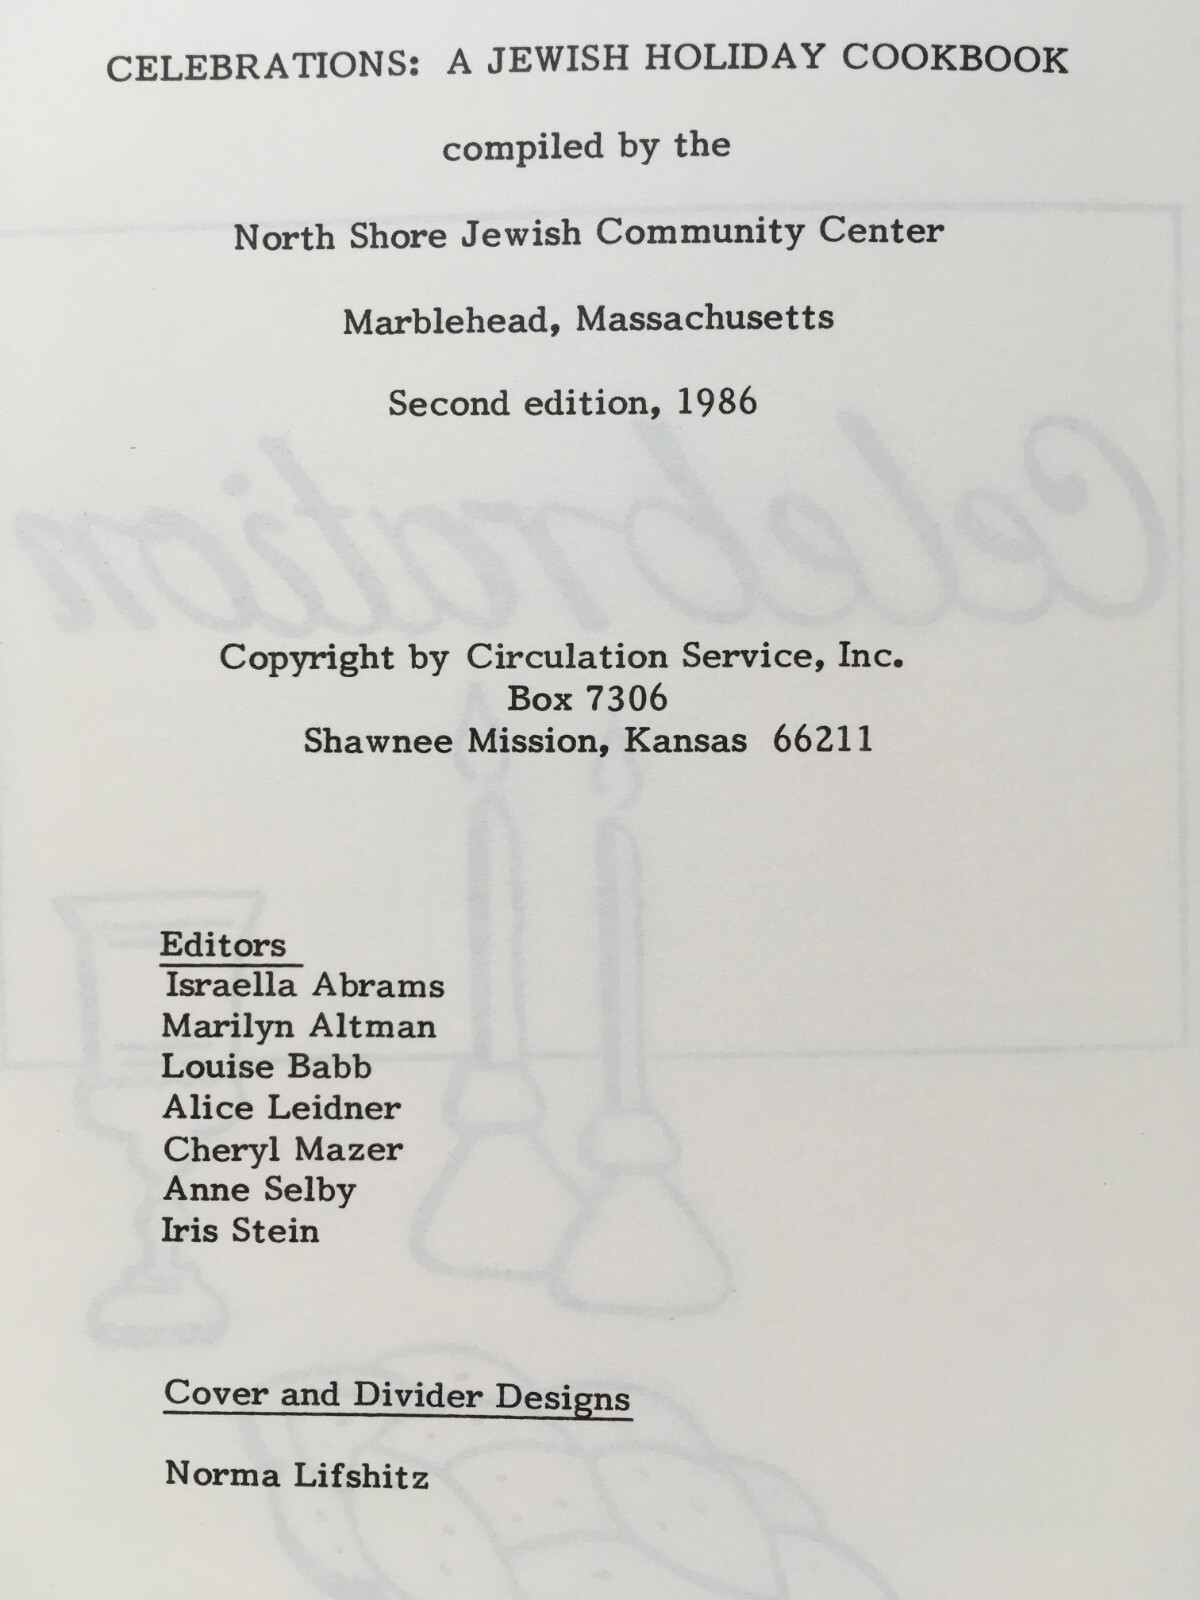 CELEBRATIONS: A JEWISH HOLIDAY COOKBOOK
compiled by the
North Shore Jewish Community Center
Marblehead, Massachusetts
Second edition, 1986
Celebration
Copyright by Circulation Service, Inc.
Box 7306
Shawnee Mission, Kansas 66211
Editors
Israella Abrams
Marilyn Altman
Louise Babb
Alice Leidner
Cheryl Mazer
Anne Selby
Iris Stein
Cover and Divider Designs
Norma Lifshitz